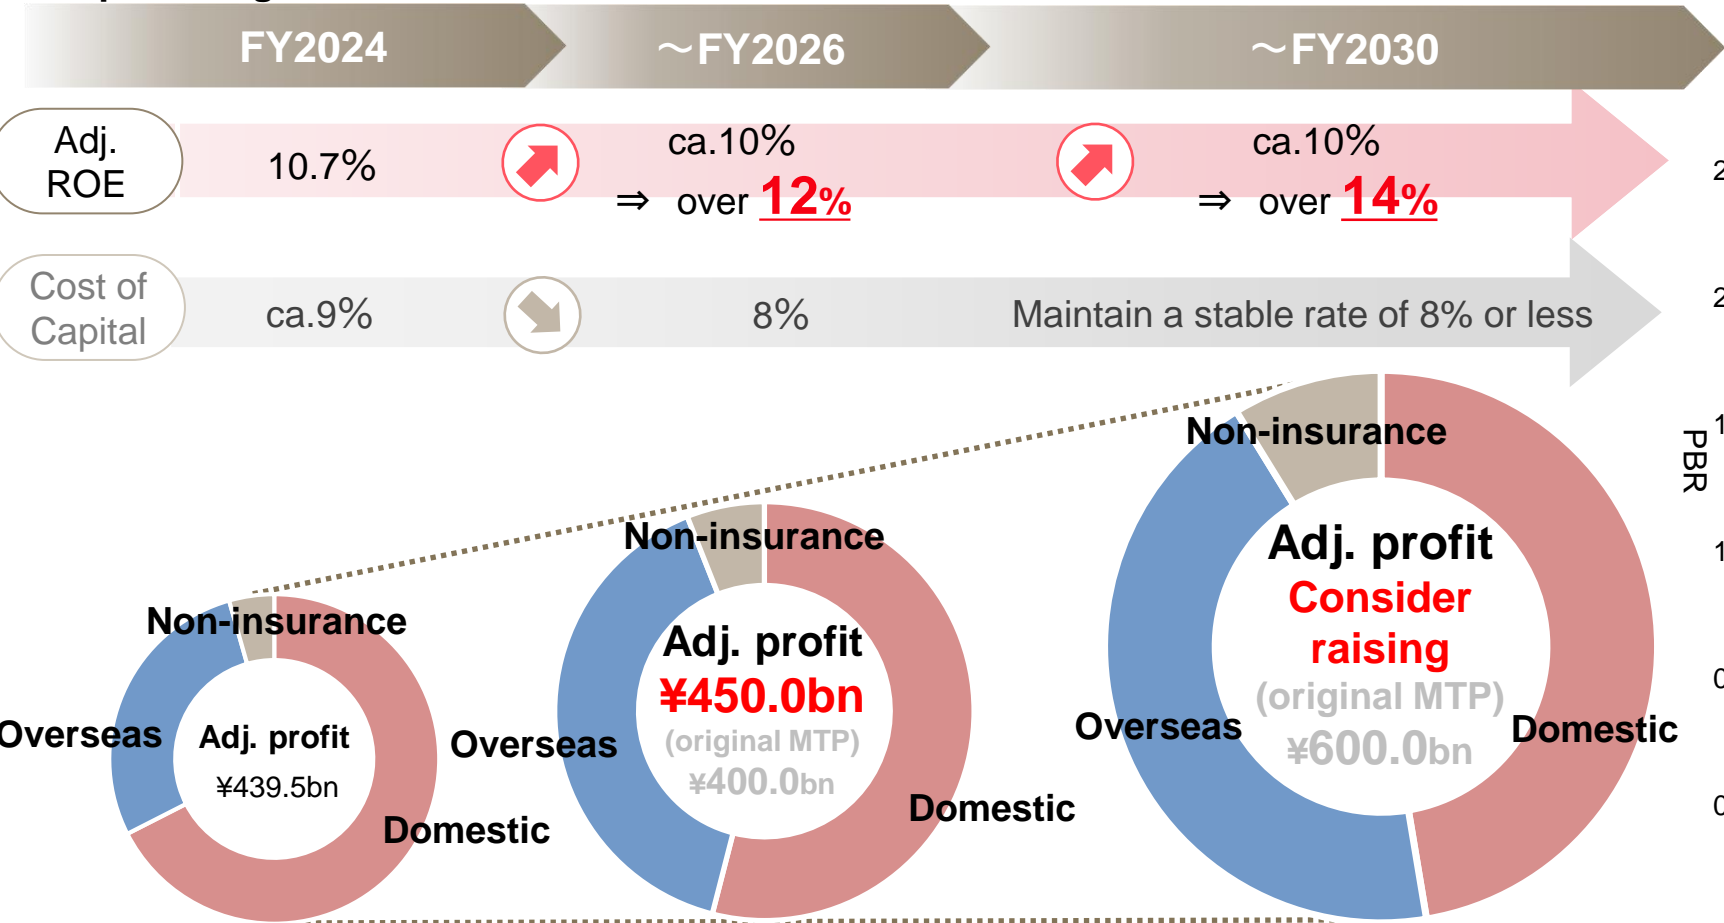 FY2024
～FY2026
～FY2030
Adj.
ROE
10.7%
ca.10%
⇒ over 12%
ca.10%
⇒ over 14%
Cost of
Capital
ca.9%
8%
Maintain a stable rate of 8% or less
Non-insurance
Overseas
Adj. profit
¥439.5bn
Domestic
Non-insurance
Overseas
Adj. profit
¥450.0bn
(original MTP)
¥400.0bn
Domestic
Non-insurance
Overseas
Adj. profit
Consider
raising
(original MTP)
¥600.0bn
Domestic
PBR